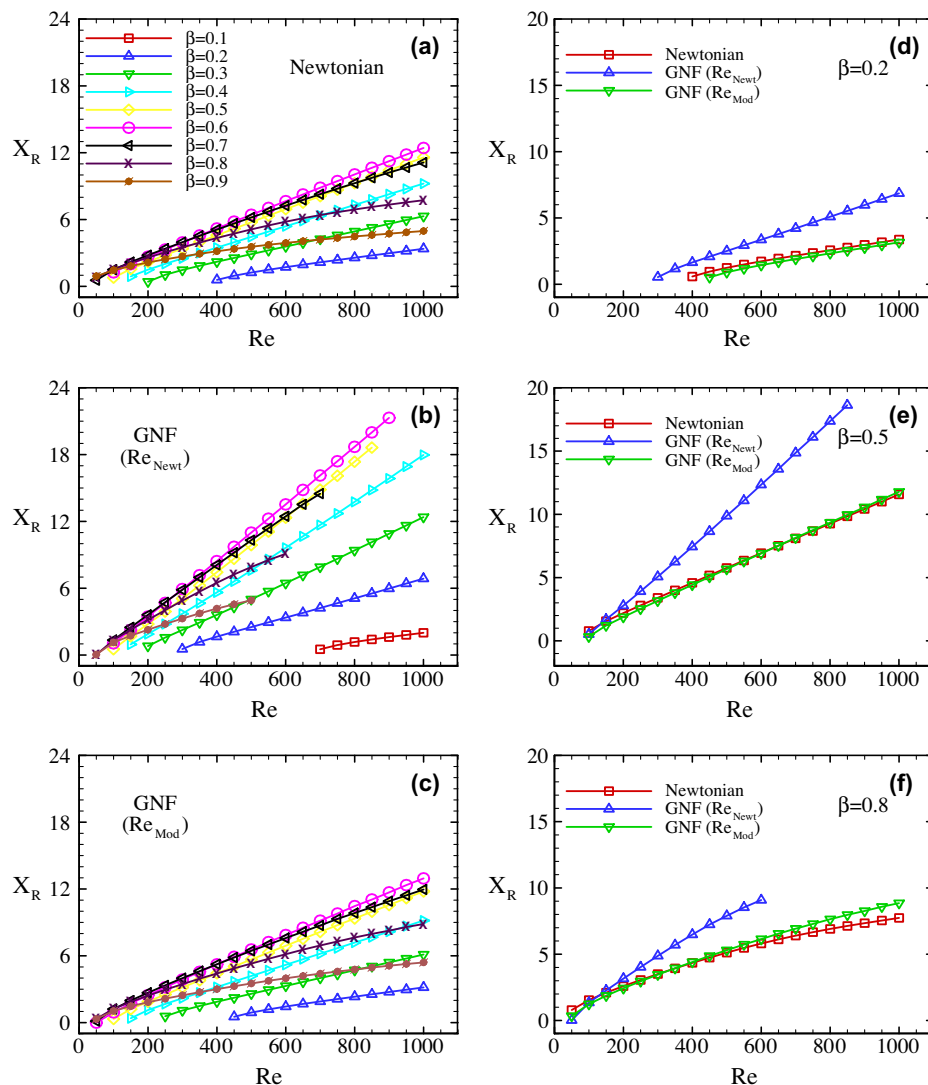 (a)
Newtonian
β=0.1
β=0.2
β=0.3
β=0.4
β=0.5
β=0.6
β=0.7
β=0.8
β=0.9
24
18
12
6
0
X_R
200 400 600 800 1000
Re
(d)
β=0.2
Newtonian
GNF (Re_Newt)
GNF (Re_Mod)
20
15
10
5
0
X_R
200 400 600 800 1000
Re
(b)
GNF
(Re_Newt)
24
18
12
6
0
X_R
200 400 600 800 1000
Re
(e)
β=0.5
Newtonian
GNF (Re_Newt)
GNF (Re_Mod)
20
15
10
5
0
X_R
200 400 600 800 1000
Re
(c)
GNF
(Re_Mod)
24
18
12
6
0
X_R
200 400 600 800 1000
Re
(f)
β=0.8
Newtonian
GNF (Re_Newt)
GNF (Re_Mod)
20
15
10
5
0
X_R
200 400 600 800 1000
Re